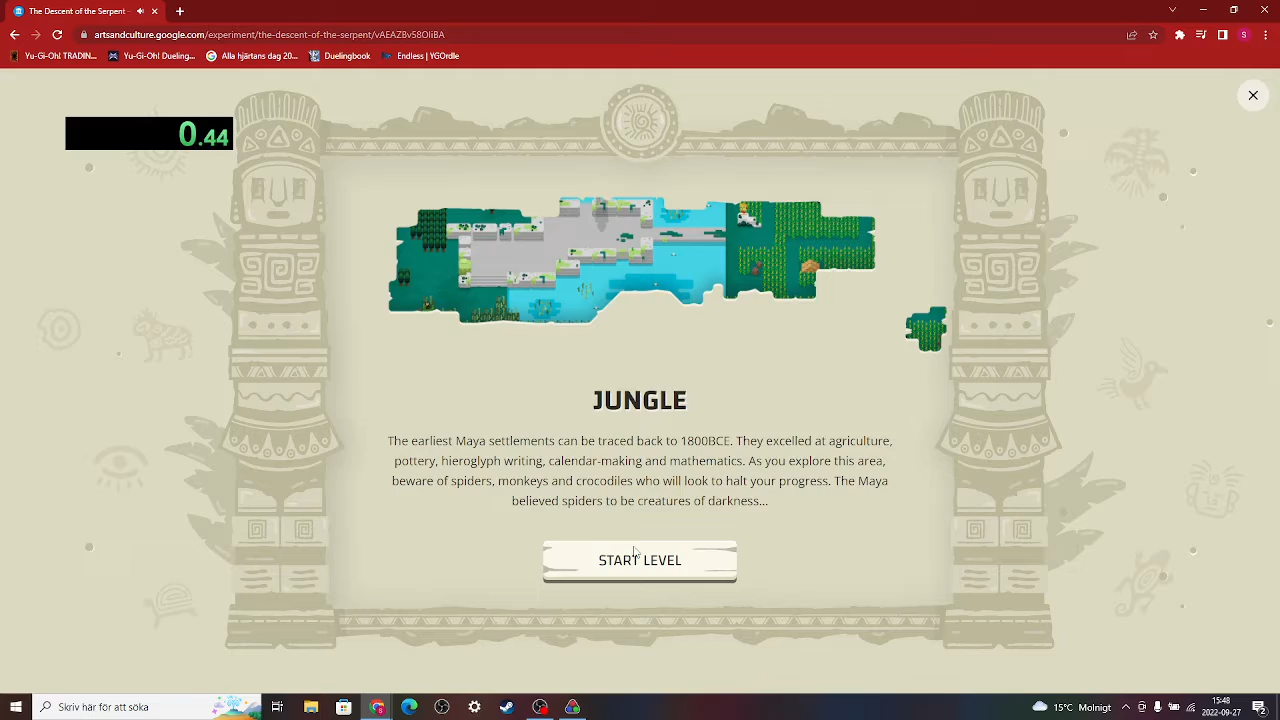 The Descent of the Serpent -
artsandculture.google.com/experiment/the-descent-of-the-serpent/vAEAZBv58OIiBA
Yu-Gi-Oh! TRADIN...
Yu-Gi-Oh! Dueling...
Alla hjärtans dag 20...
Duelingbook
Endless | YGOrdle
0.44
JUNGLE
The earliest Maya settlements can be traced back to 1800BCE. They excelled at agriculture,
pottery, hieroglyph writing, calendar-making and mathematics. As you explore this area,
beware of spiders, monkeys and crocodiles who will look to halt your progress. The Maya
believed spiders to be creatures of darkness...
START LEVEL
Skriv här för att söka
15°C Molnigt
15:48
2022-09-27